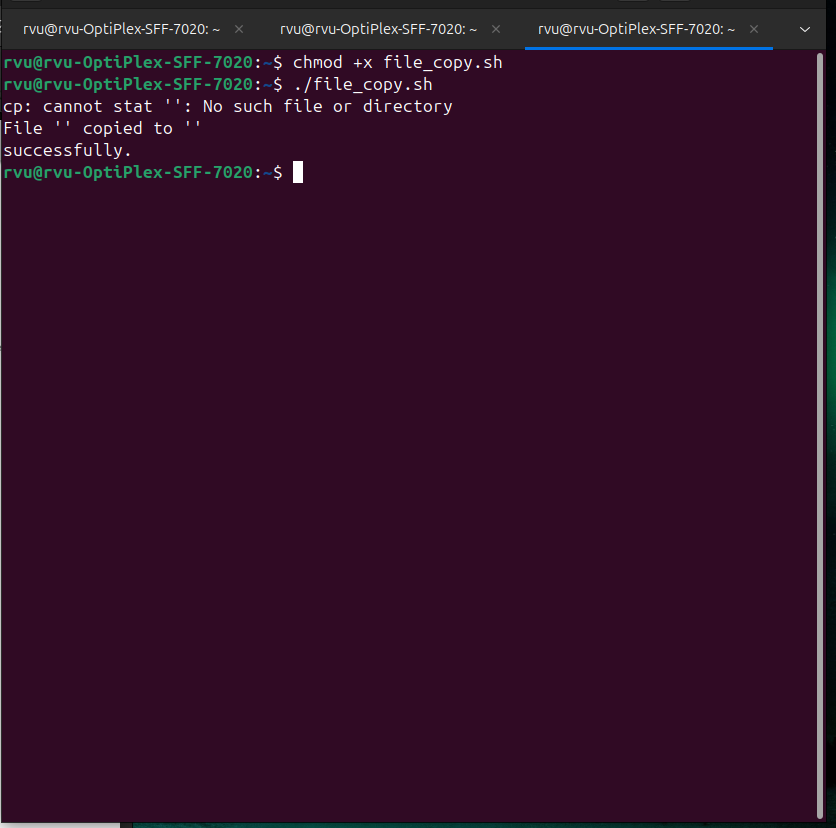 rvu@rvu-OptiPlex-SFF-7020: ~ × rvu@rvu-OptiPlex-SFF-7020: ~ × rvu@rvu-OptiPlex-SFF-7020: ~ ×
rvu@rvu-OptiPlex-SFF-7020:~$ chmod +x file_copy.sh
rvu@rvu-OptiPlex-SFF-7020:~$ ./file_copy.sh
cp: cannot stat '': No such file or directory
File '' copied to ''
successfully.
rvu@rvu-OptiPlex-SFF-7020:~$